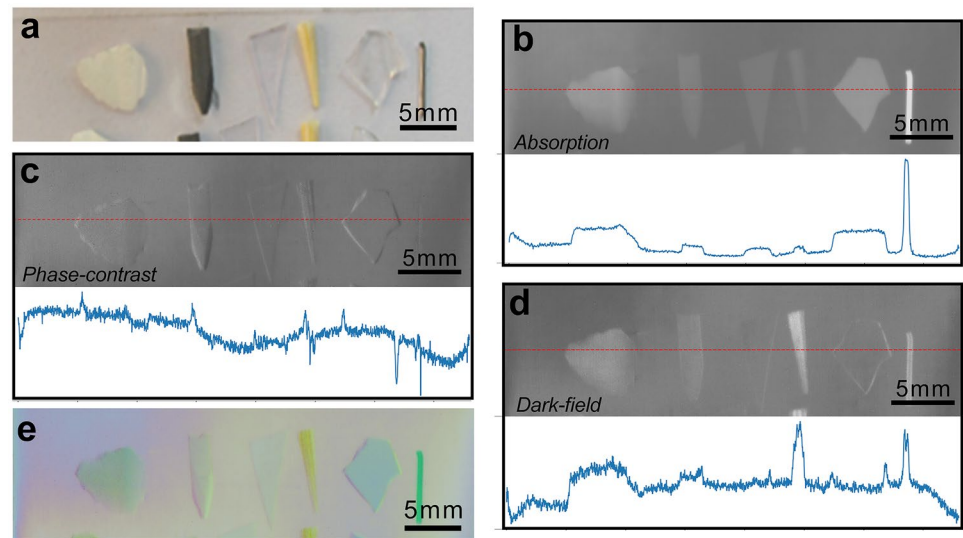 a
5mm
b
Absorption
5mm
c
Phase-contrast
5mm
d
Dark-field
5mm
e
5mm